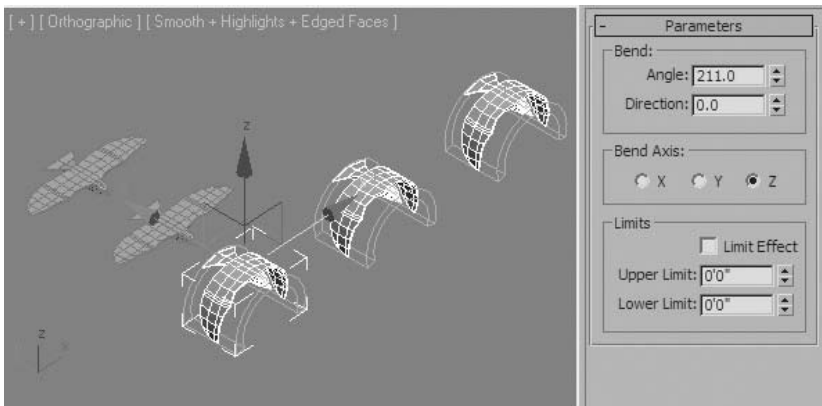 [ + ] [ Orthographic ] [ Smooth + Highlights + Edged Faces ]
z
z
- Parameters
Bend:
Angle: 211.0
Direction: 0.0
Bend Axis:
X Y Z
Limits
Limit Effect
Upper Limit: 0'0"
Lower Limit: 0'0"